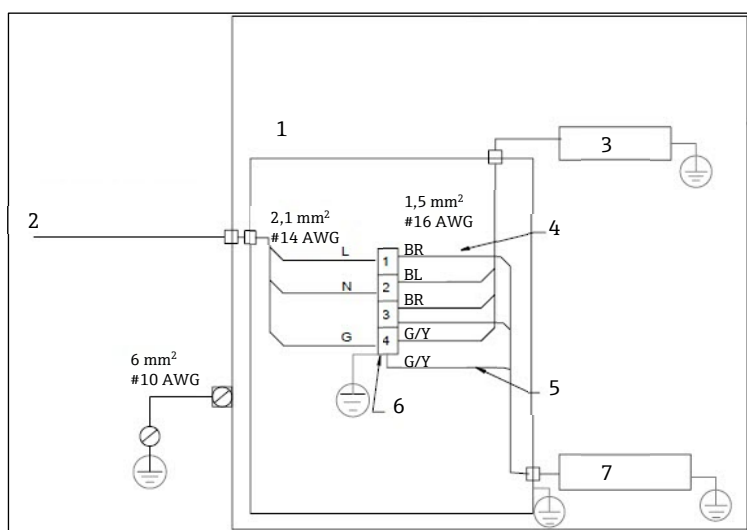 1
3
2
2,1 mm²
#14 AWG
1,5 mm²
#16 AWG
4
L
1
BR
N
2
BL
3
BR
G
4
G/Y
G/Y
6 mm²
#10 AWG
6
5
7